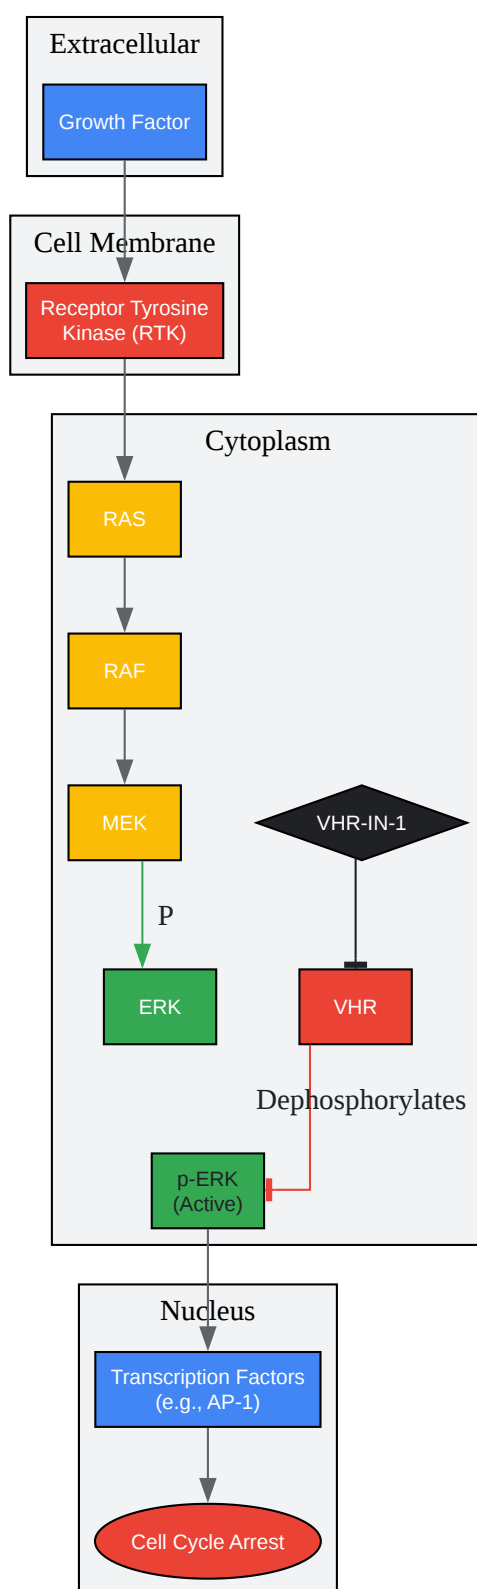 Extracellular
Growth Factor
Cell Membrane
Receptor Tyrosine
Kinase (RTK)
Cytoplasm
RAS
RAF
MEK
VHR-IN-1
P
ERK
VHR
Dephosphorylates
p-ERK
(Active)
Nucleus
Transcription Factors
(e.g., AP-1)
Cell Cycle Arrest